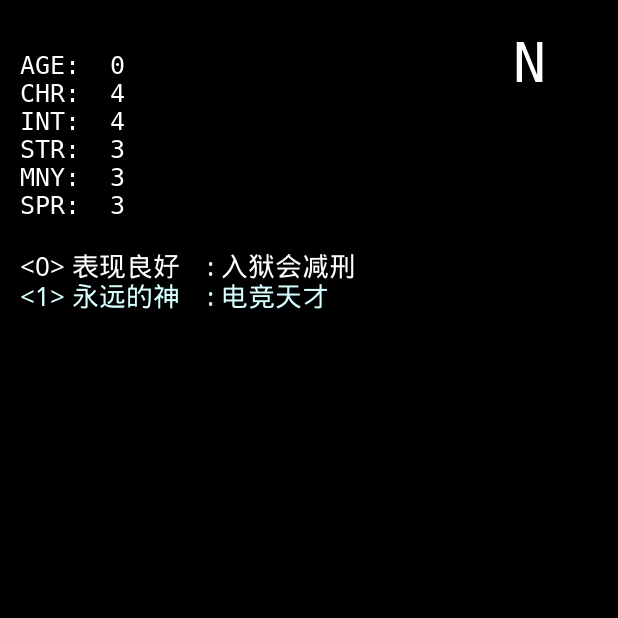 N
AGE: 0
CHR: 4
INT: 4
STR: 3
MNY: 3
SPR: 3
<0> 表现良好 : 入狱会减刑
<1> 永远的神 : 电竞天才